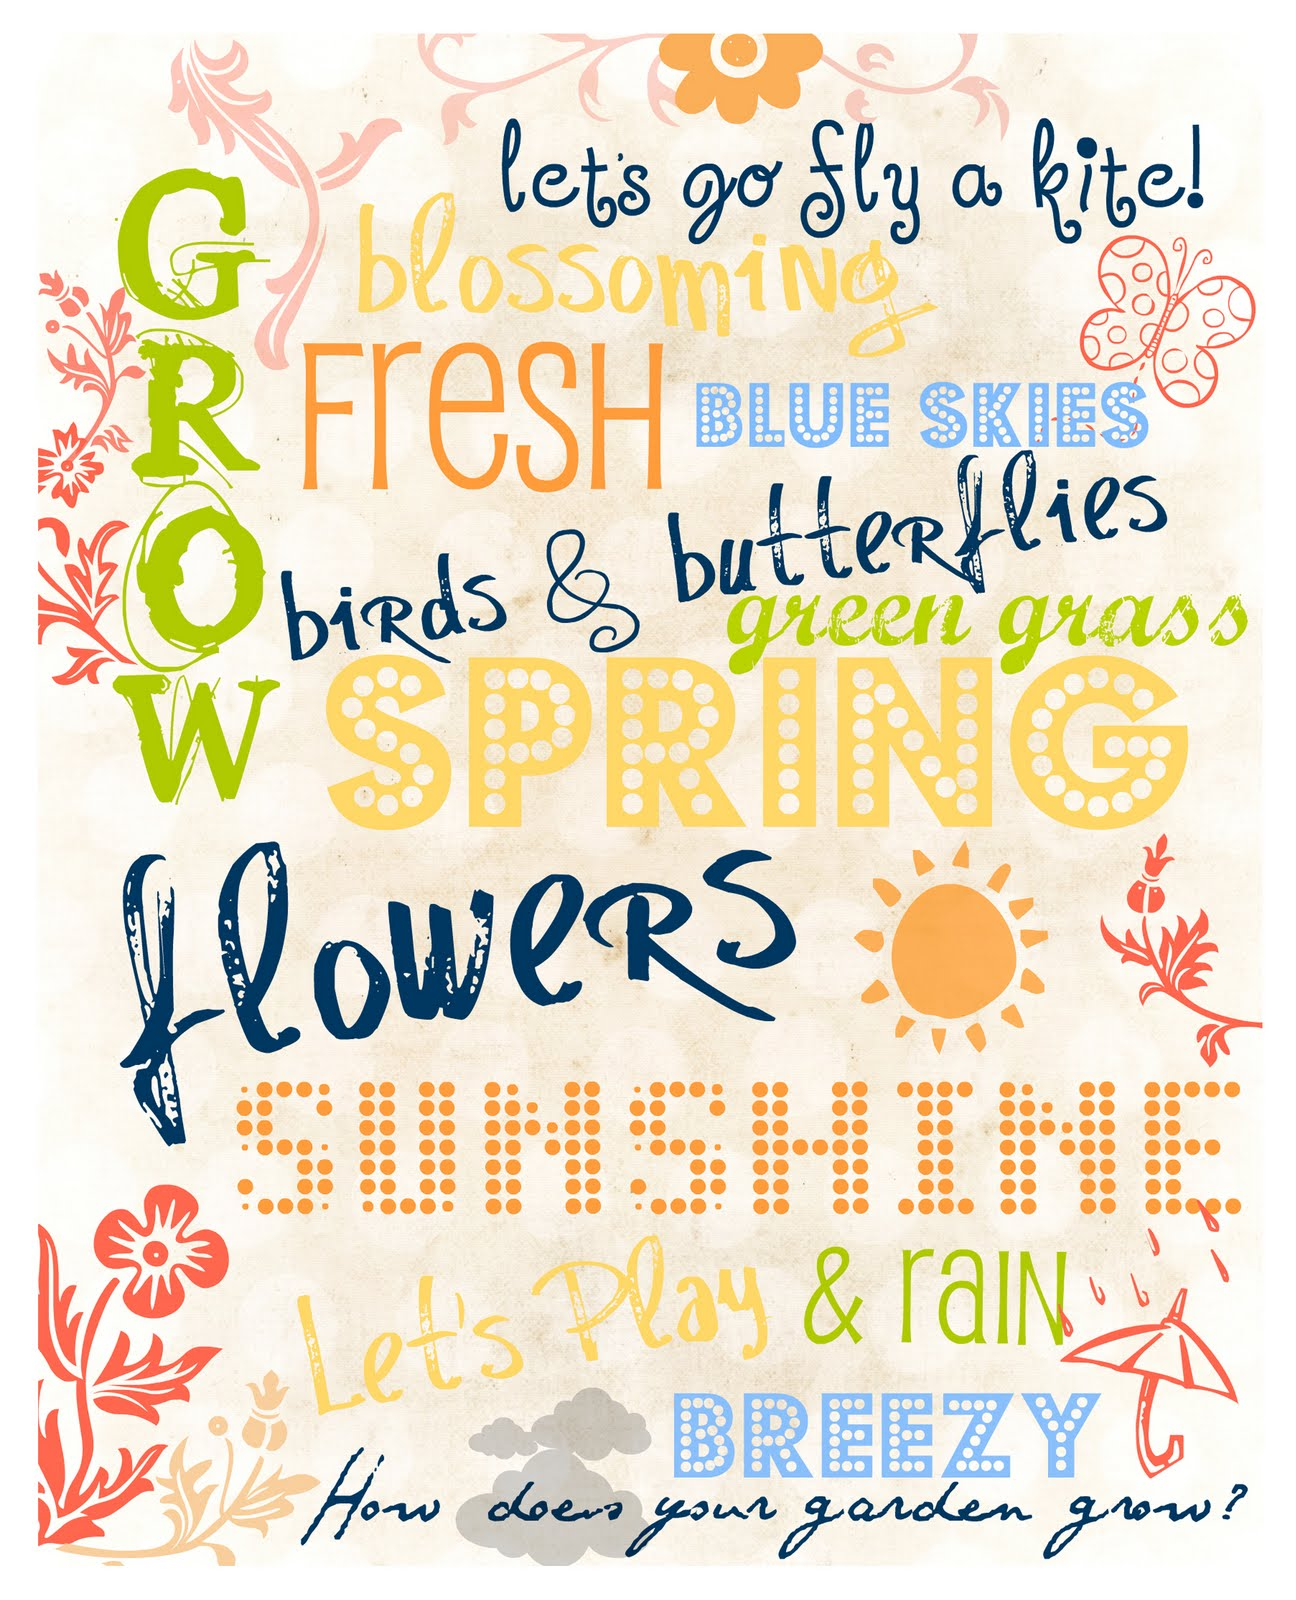 let's go fly a kite!
GROW
blossoming
FresH
BLUE SKIES
birds & butterflies
green grass
SPRING
flowers
SUNSHINE
Let's Play & raiN
BREEZY
How does your garden grow?